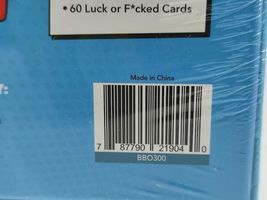 • 60 Luck or F*cked Cards
Made in China
7 87790 21904 0
BBO300